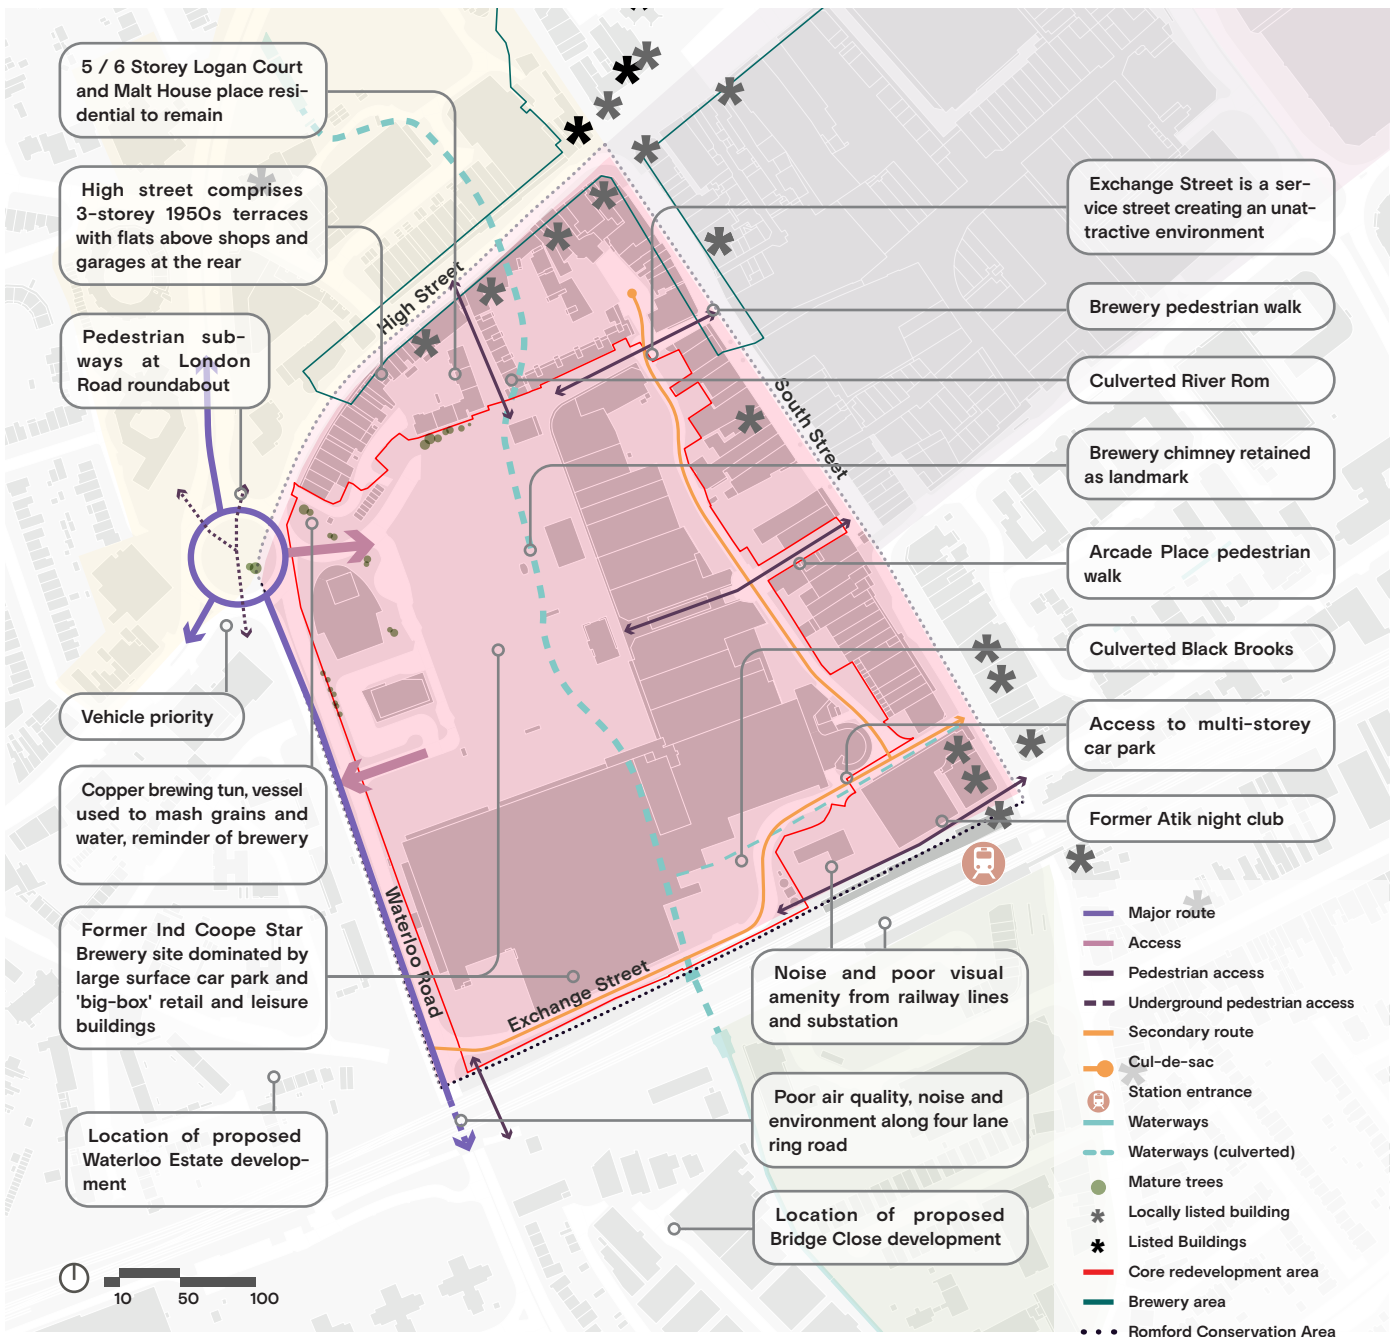 5 / 6 Storey Logan Court
and Malt House place resi-
dential to remain
High street comprises
3-storey 1950s terraces
with flats above shops and
garages at the rear
Pedestrian sub-
ways at London
Road roundabout
Vehicle priority
Copper brewing tun, vessel
used to mash grains and
water, reminder of brewery
Former Ind Coope Star
Brewery site dominated by
large surface car park and
'big-box' retail and leisure
buildings
Location of proposed
Waterloo Estate develop-
ment
High Street
South Street
Waterloo Road
Exchange Street
Exchange Street is a ser-
vice street creating an unat-
tractive environment
Brewery pedestrian walk
Culverted River Rom
Brewery chimney retained
as landmark
Arcade Place pedestrian
walk
Culverted Black Brooks
Access to multi-storey
car park
Former Atik night club
Noise and poor visual
amenity from railway lines
and substation
Poor air quality, noise and
environment along four lane
ring road
Location of proposed
Bridge Close development
Major route
Access
Pedestrian access
Underground pedestrian access
Secondary route
Cul-de-sac
Station entrance
Waterways
Waterways (culverted)
Mature trees
Locally listed building
Listed Buildings
Core redevelopment area
Brewery area
Romford Conservation Area
10 50 100